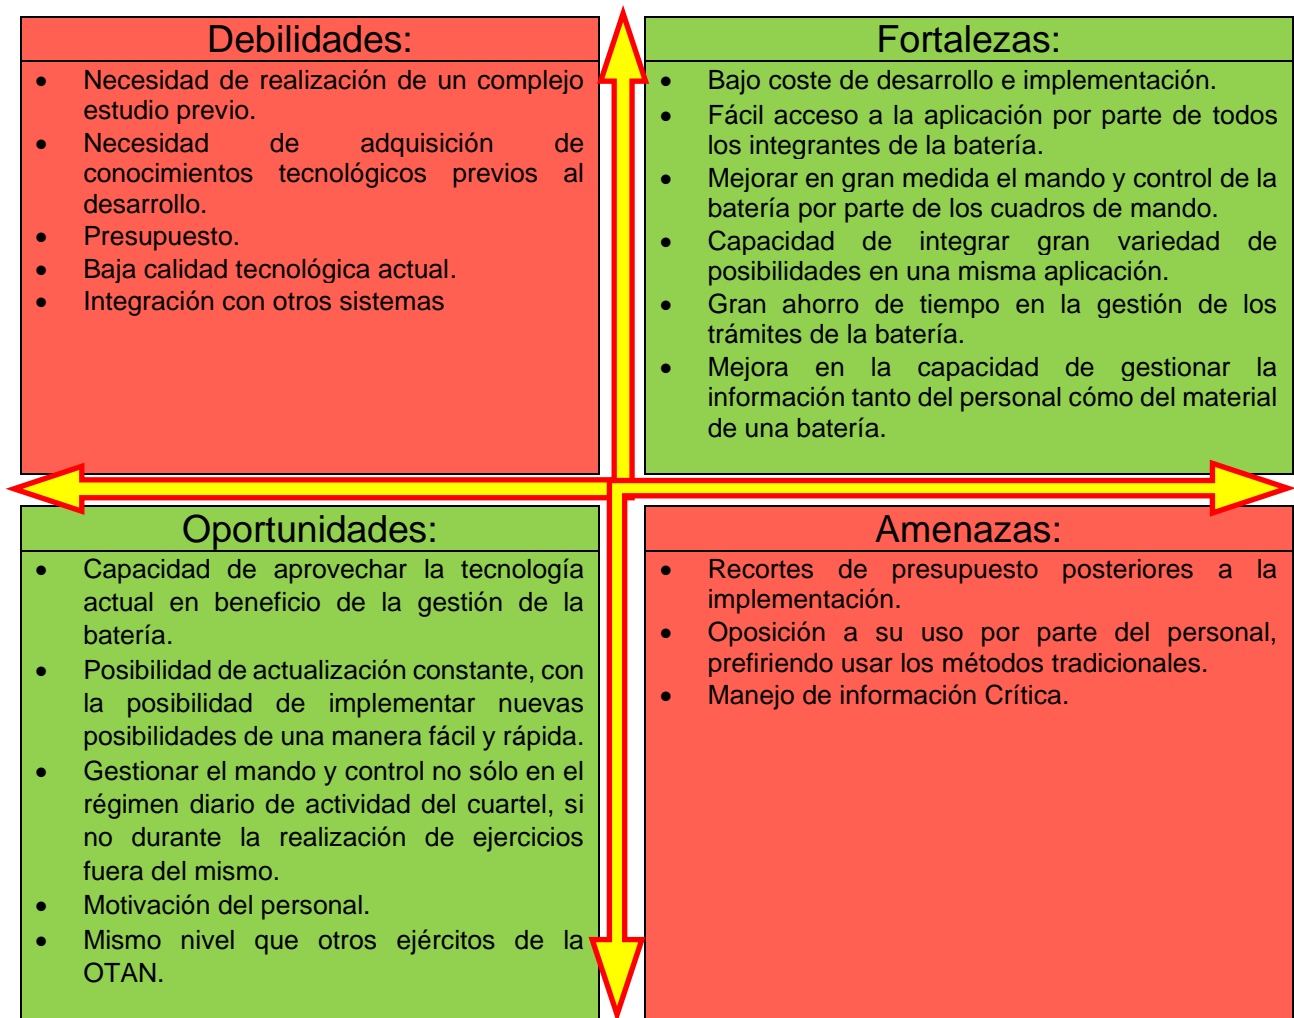 Debilidades:
• Necesidad de realización de un complejo
estudio previo.
• Necesidad de adquisición de
conocimientos tecnológicos previos al
desarrollo.
• Presupuesto.
• Baja calidad tecnológica actual.
• Integración con otros sistemas
Fortalezas:
• Bajo coste de desarrollo e implementación.
• Fácil acceso a la aplicación por parte de todos
los integrantes de la batería.
• Mejorar en gran medida el mando y control de la
batería por parte de los cuadros de mando.
• Capacidad de integrar gran variedad de
posibilidades en una misma aplicación.
• Gran ahorro de tiempo en la gestión de los
trámites de la batería.
• Mejora en la capacidad de gestionar la
información tanto del personal cómo del material
de una batería.
Oportunidades:
• Capacidad de aprovechar la tecnología
actual en beneficio de la gestión de la
batería.
• Posibilidad de actualización constante, con
la posibilidad de implementar nuevas
posibilidades de una manera fácil y rápida.
• Gestionar el mando y control no sólo en el
régimen diario de actividad del cuartel, si
no durante la realización de ejercicios
fuera del mismo.
• Motivación del personal.
• Mismo nivel que otros ejércitos de la
OTAN.
Amenazas:
• Recortes de presupuesto posteriores a la
implementación.
• Oposición a su uso por parte del personal,
prefiriendo usar los métodos tradicionales.
• Manejo de información Crítica.